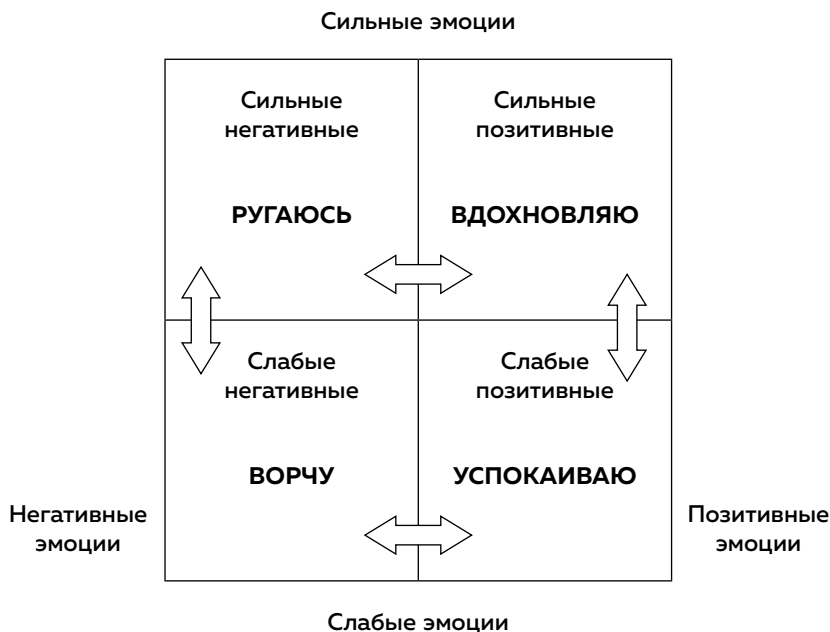 Сильные эмоции
Сильные
негативные
Сильные
позитивные
РУГАЮСЬ
ВДОХНОВЛЯЮ
Слабые
негативные
Слабые
позитивные
ВОРЧУ
УСПОКАИВАЮ
Негативные
эмоции
Позитивные
эмоции
Слабые эмоции